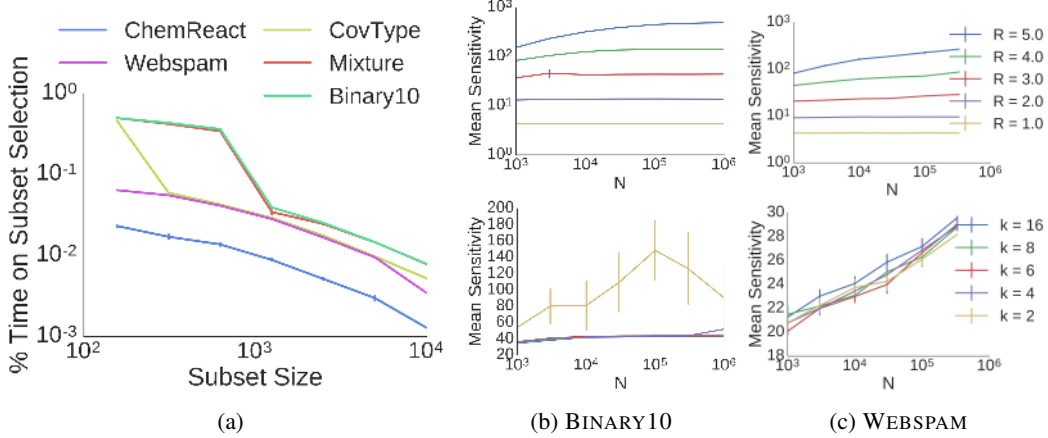 ChemReact
CovType
Webspam
Mixture
Binary10
% Time on Subset Selection
10^0
10^-1
10^-2
10^-3
10^2
10^3
10^4
Subset Size
(a)
Mean Sensitivity
10^3
10^2
10^1
10^0
10^3
10^4
10^5
10^6
N
Mean Sensitivity
200
180
160
140
120
100
80
60
40
20
10^3
10^4
10^5
10^6
N
(b) BINARY10
Mean Sensitivity
10^3
10^2
10^1
10^0
10^3
10^4
10^5
10^6
N
R = 5.0
R = 4.0
R = 3.0
R = 2.0
R = 1.0
Mean Sensitivity
30
28
26
24
22
20
18
10^3
10^4
10^5
10^6
N
k = 16
k = 8
k = 6
k = 4
k = 2
(c) WEBSPAM